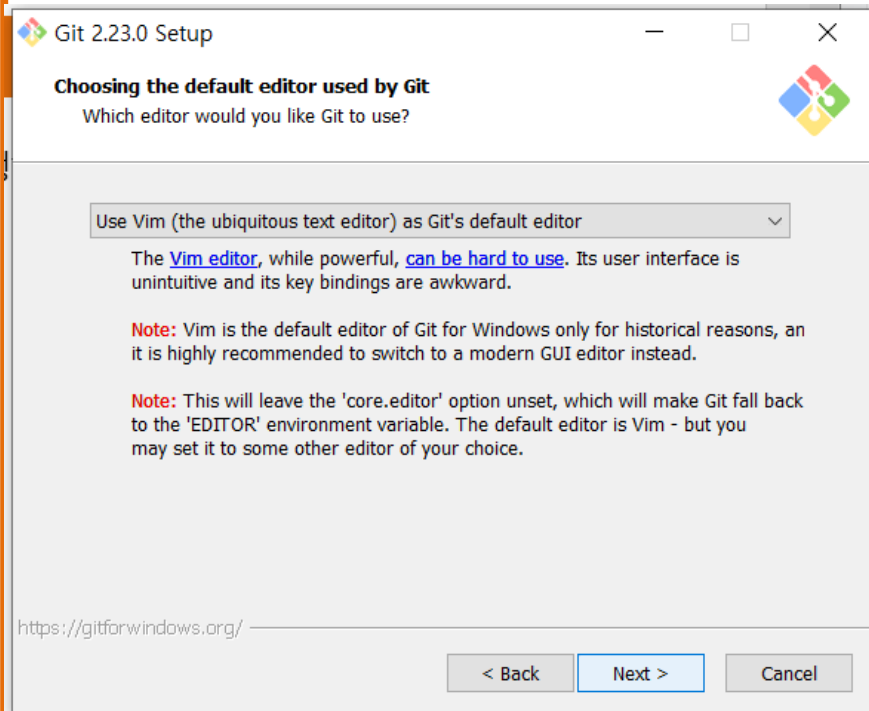 Git 2.23.0 Setup
Choosing the default editor used by Git
Which editor would you like Git to use?
Use Vim (the ubiquitous text editor) as Git's default editor
The Vim editor, while powerful, can be hard to use. Its user interface is
unintuitive and its key bindings are awkward.
Note: Vim is the default editor of Git for Windows only for historical reasons, an
it is highly recommended to switch to a modern GUI editor instead.
Note: This will leave the 'core.editor' option unset, which will make Git fall back
to the 'EDITOR' environment variable. The default editor is Vim - but you
may set it to some other editor of your choice.
https://gitforwindows.org/
< Back
Next >
Cancel